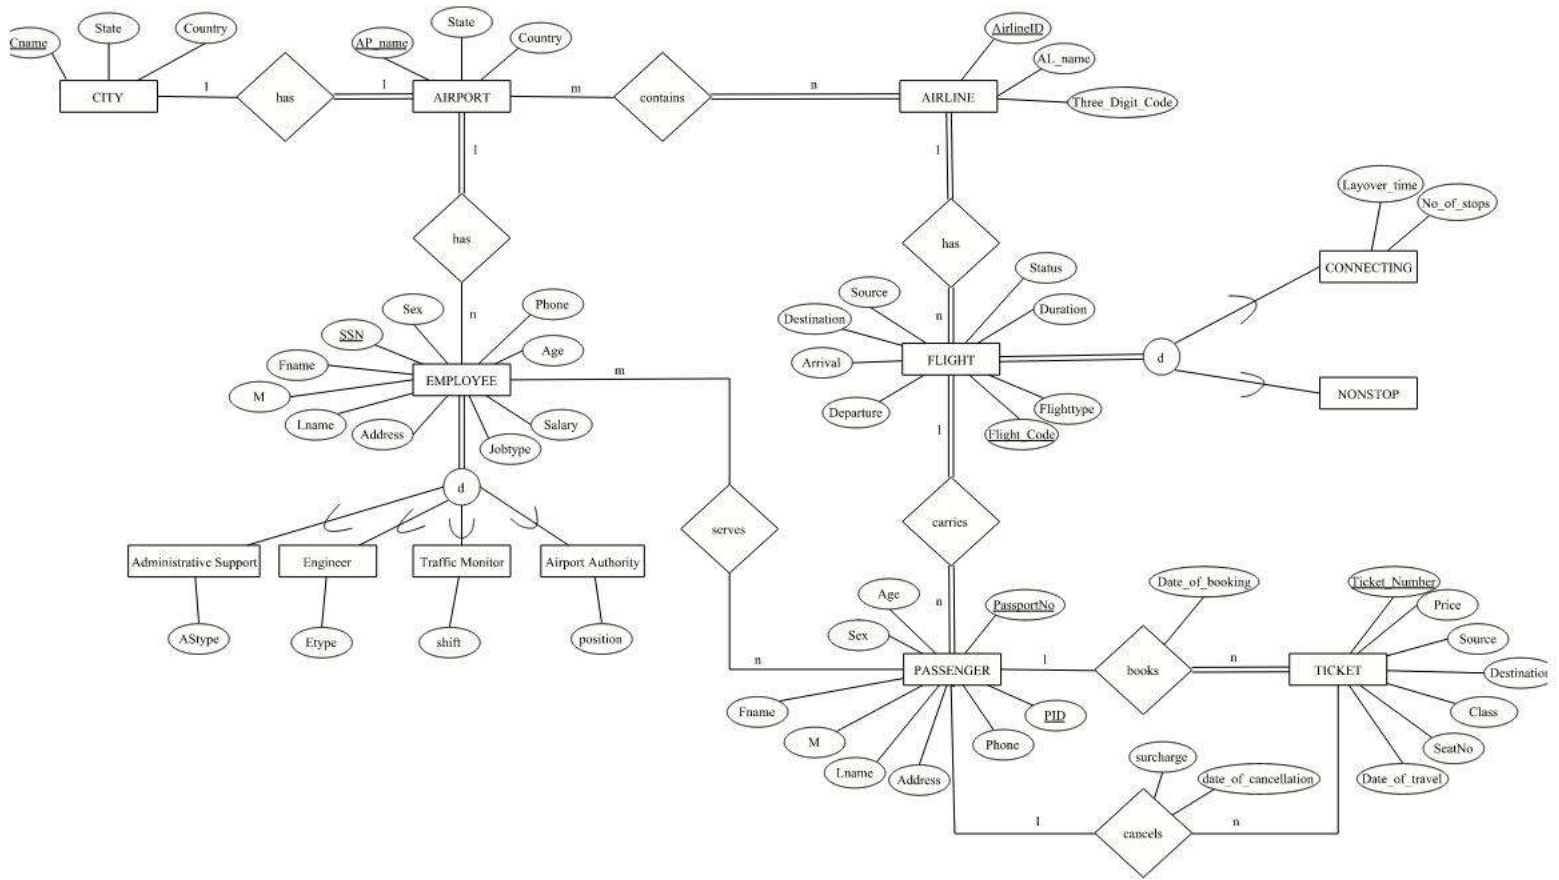 State
Country
Cname
CITY
1
has
1
State
AP_name
Country
AIRPORT
m
contains
n
AirlineID
AL_name
Three_Digit_Code
AIRLINE
1
has
n
1
has
n
Layover_time
No_of_stops
CONNECTING
d
NONSTOP
Status
Source
Duration
Destination
FLIGHT
Arrival
Departure
Flighttype
Flight_Code
Sex
Phone
SSN
Age
Fname
EMPLOYEE
M
Lname
Address
Salary
Jobtype
m
d
Administrative Support
Engineer
Traffic Monitor
Airport Authority
AStype
Etype
shift
position
serves
n
1
carries
n
Age
PassportNo
Sex
PASSENGER
Fname
M
Lname
Address
Phone
PID
1
Date_of_booking
books
n
Ticket_Number
Price
Source
TICKET
Destination
Class
SeatNo
Date_of_travel
surcharge
date_of_cancellation
1
cancels
n